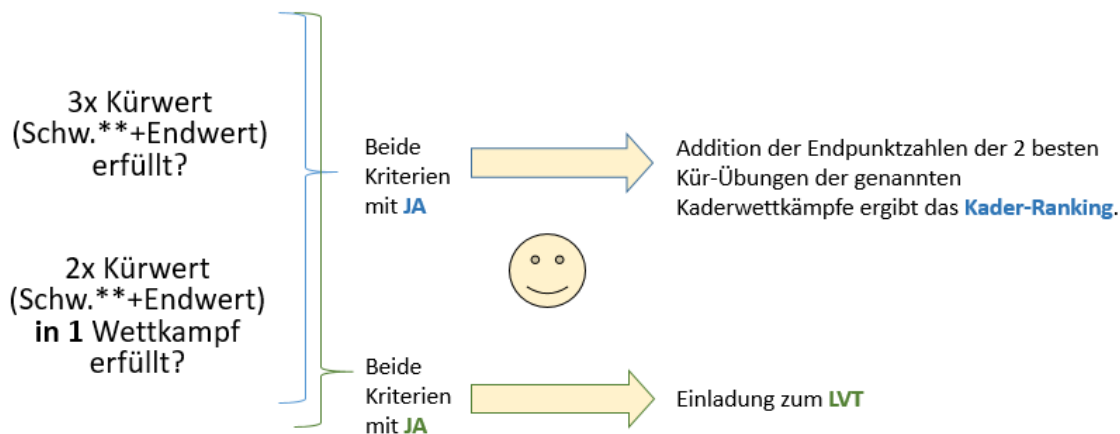 3x Kürwert
(Schw.**+Endwert)
erfüllt?
2x Kürwert
(Schw.**+Endwert)
in 1 Wettkampf
erfüllt?
Beide
Kriterien
mit JA
Addition der Endpunktzahlen der 2 besten
Kür-Übungen der genannten
Kaderwettkämpfe ergibt das Kader-Ranking.
Beide
Kriterien
mit JA
Einladung zum LVT